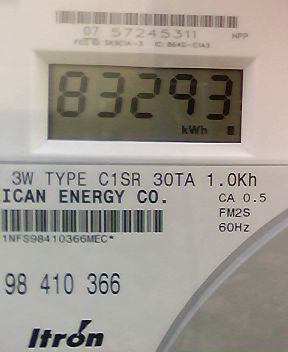 07 57245311 HPP
83293
kWh
3W TYPE C1SR 30TA 1.0Kh
ICAN ENERGY CO. CA 0.5
FM2S
1NFS98410366MEC* 60Hz
98 410 366
Itron